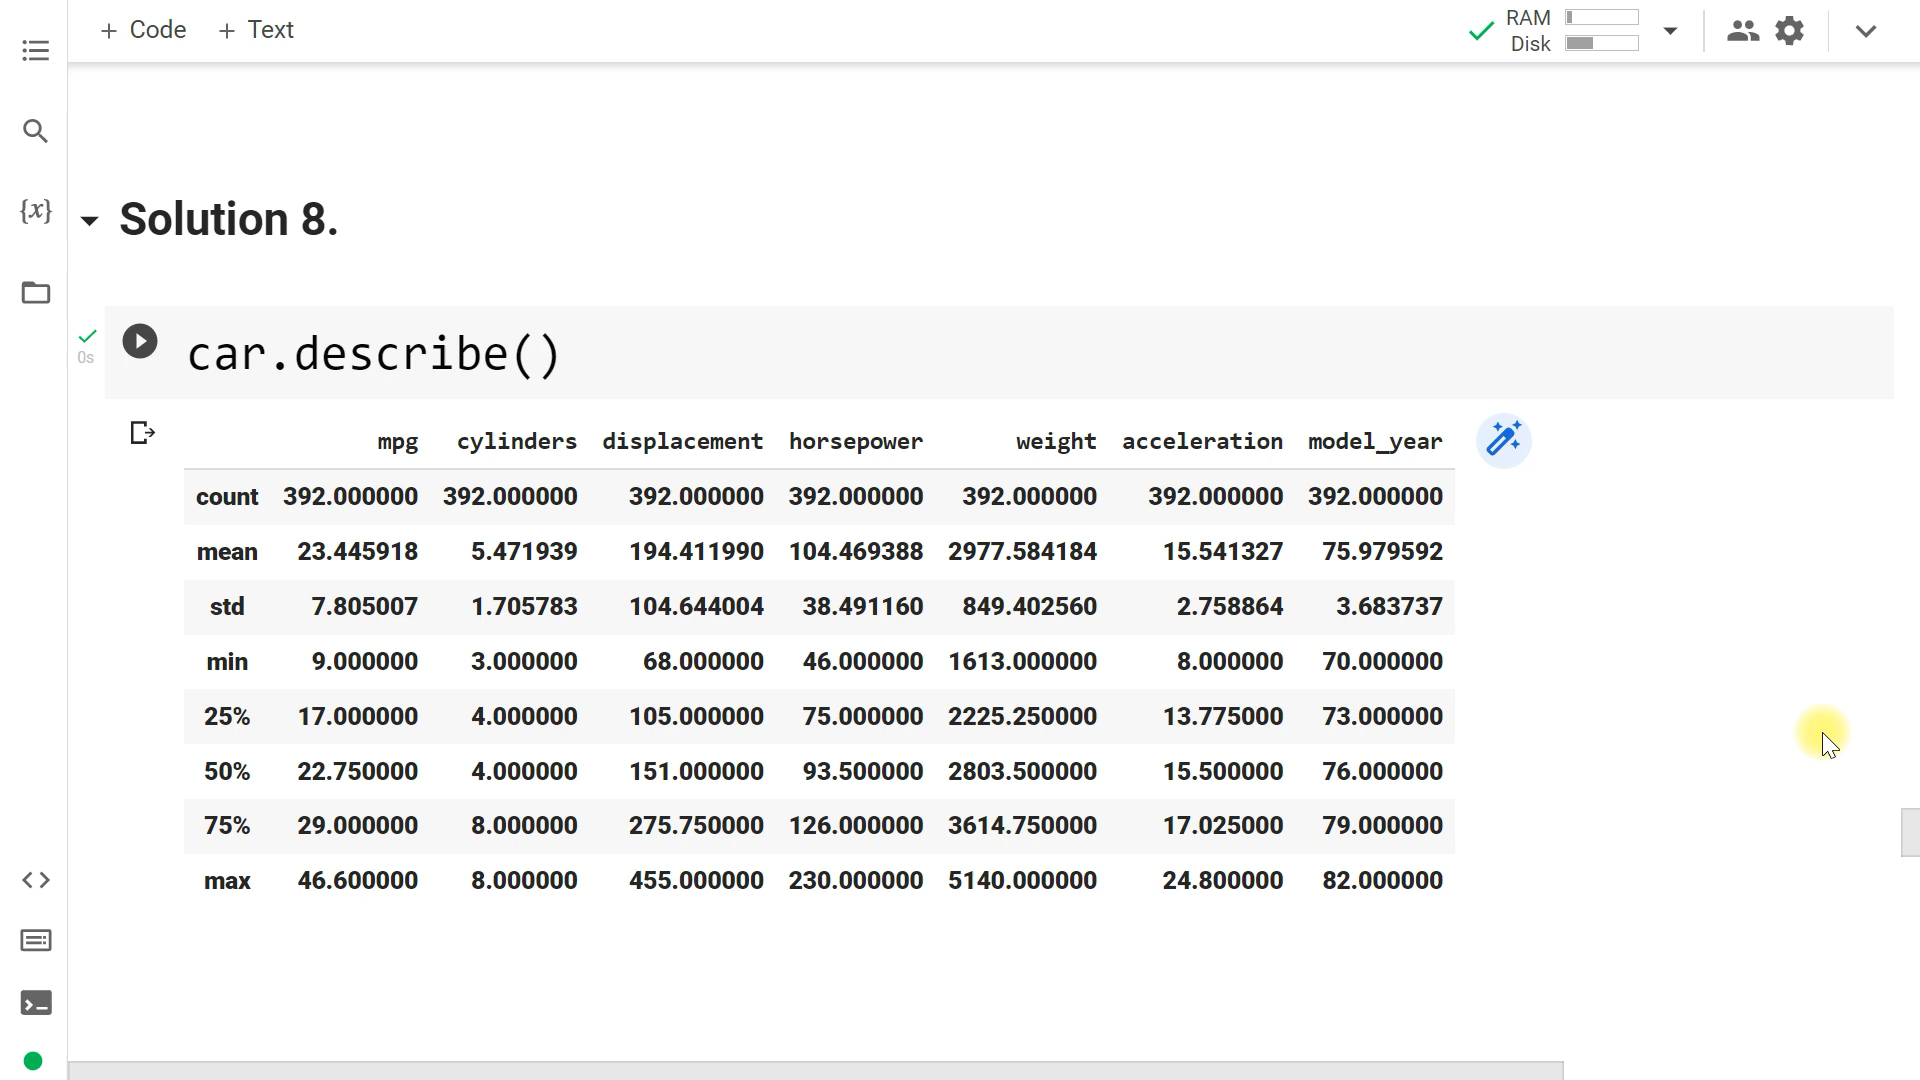 + Code + Text
RAM
Disk
{x}
Solution 8.
0s
car.describe()
mpg cylinders displacement horsepower weight acceleration model_year
count 392.000000 392.000000 392.000000 392.000000 392.000000 392.000000 392.000000
mean 23.445918 5.471939 194.411990 104.469388 2977.584184 15.541327 75.979592
std 7.805007 1.705783 104.644004 38.491160 849.402560 2.758864 3.683737
min 9.000000 3.000000 68.000000 46.000000 1613.000000 8.000000 70.000000
25% 17.000000 4.000000 105.000000 75.000000 2225.250000 13.775000 73.000000
50% 22.750000 4.000000 151.000000 93.500000 2803.500000 15.500000 76.000000
75% 29.000000 8.000000 275.750000 126.000000 3614.750000 17.025000 79.000000
max 46.600000 8.000000 455.000000 230.000000 5140.000000 24.800000 82.000000